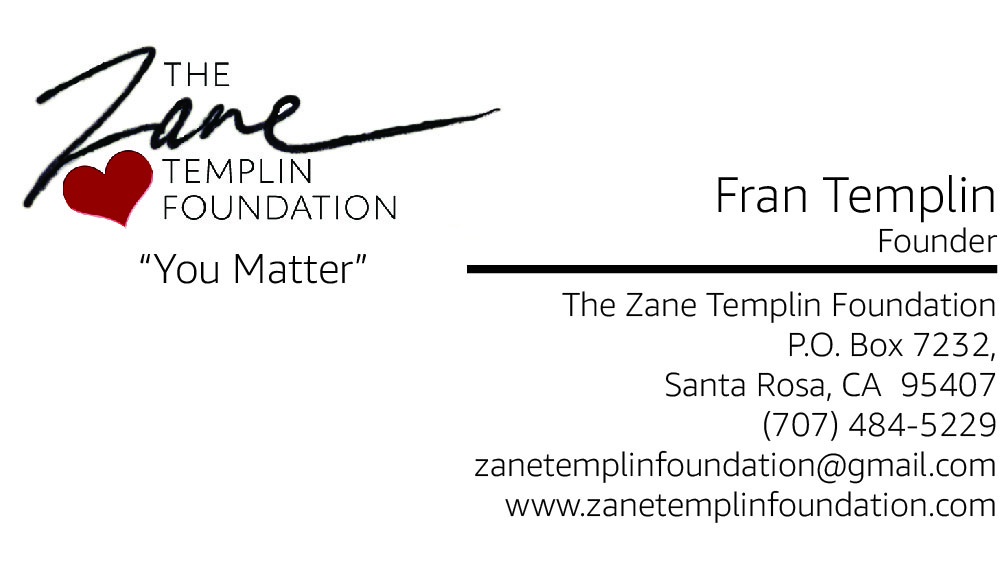 THE
Zane
TEMPLIN
FOUNDATION
“You Matter”
Fran Templin
Founder
The Zane Templin Foundation
P.O. Box 7232,
Santa Rosa, CA  95407
(707) 484-5229
zanetemplinfoundation@gmail.com
www.zanetemplinfoundation.com